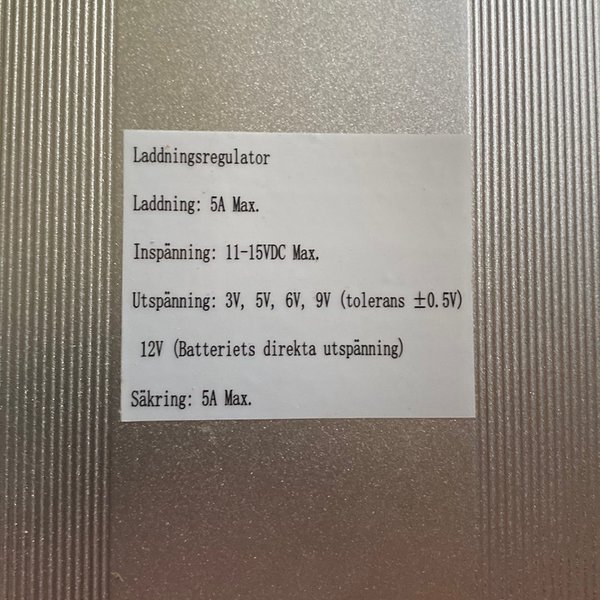 Laddningsregulator
Laddning: 5A Max.
Inspänning: 11-15VDC Max.
Utspänning: 3V, 5V, 6V, 9V (tolerans ±0.5V)
12V (Batteriets direkta utspänning)
Säkring: 5A Max.